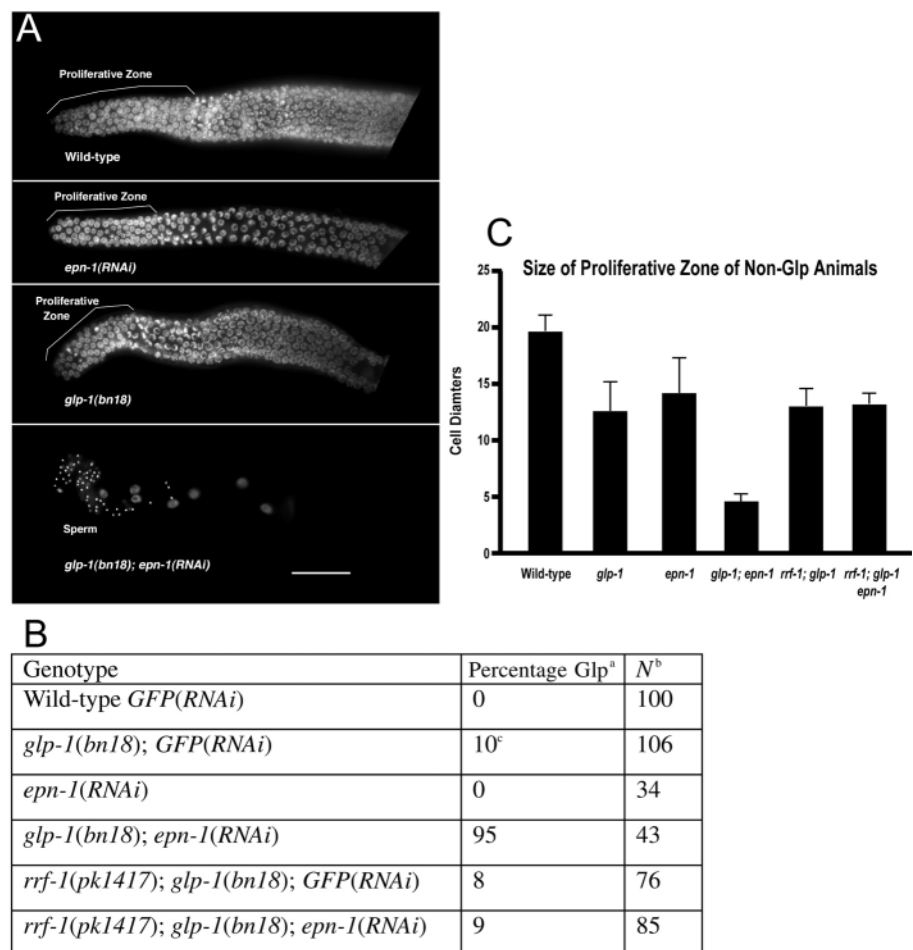 A
Proliferative Zone
Wild-type
Proliferative Zone
epn-1(RNAi)
Proliferative
Zone
glp-1(bn18)
Sperm
glp-1(bn18); epn-1(RNAi)
C
Size of Proliferative Zone of Non-Glp Animals
Cell Diamters
25
20
15
10
5
0
Wild-type glp-1 epn-1 glp-1; epn-1 rrf-1; glp-1 rrf-1; glp-1
epn-1
B
Genotype Percentage Glpᵃ Nᵇ
Wild-type GFP(RNAi) 0 100
glp-1(bn18); GFP(RNAi) 10ᶜ 106
epn-1(RNAi) 0 34
glp-1(bn18); epn-1(RNAi) 95 43
rrf-1(pk1417); glp-1(bn18); GFP(RNAi) 8 76
rrf-1(pk1417); glp-1(bn18); epn-1(RNAi) 9 85